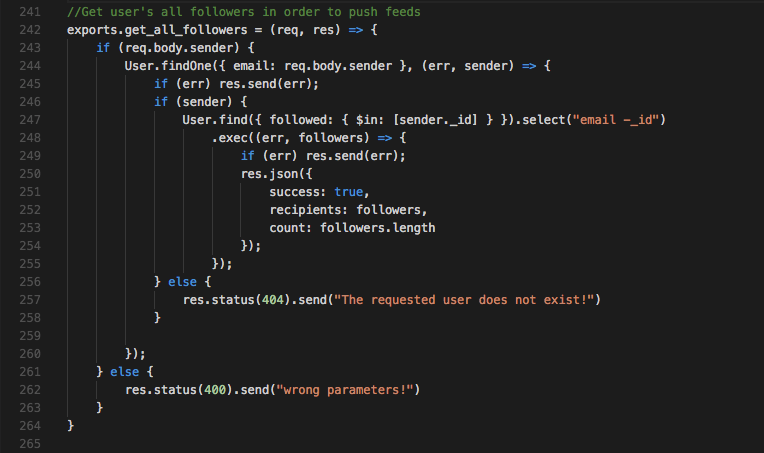 241 //Get user's all followers in order to push feeds
242 exports.get_all_followers = (req, res) => {
243 if (req.body.sender) {
244 User.findOne({ email: req.body.sender }, (err, sender) => {
245 if (err) res.send(err);
246 if (sender) {
247 User.find({ followed: { $in: [sender._id] } }).select("email -_id")
248 .exec((err, followers) => {
249 if (err) res.send(err);
250 res.json({
251 success: true,
252 recipients: followers,
253 count: followers.length
254 });
255 });
256 } else {
257 res.status(404).send("The requested user does not exist!")
258 }
259
260 });
261 } else {
262 res.status(400).send("wrong parameters!")
263 }
264 }
265